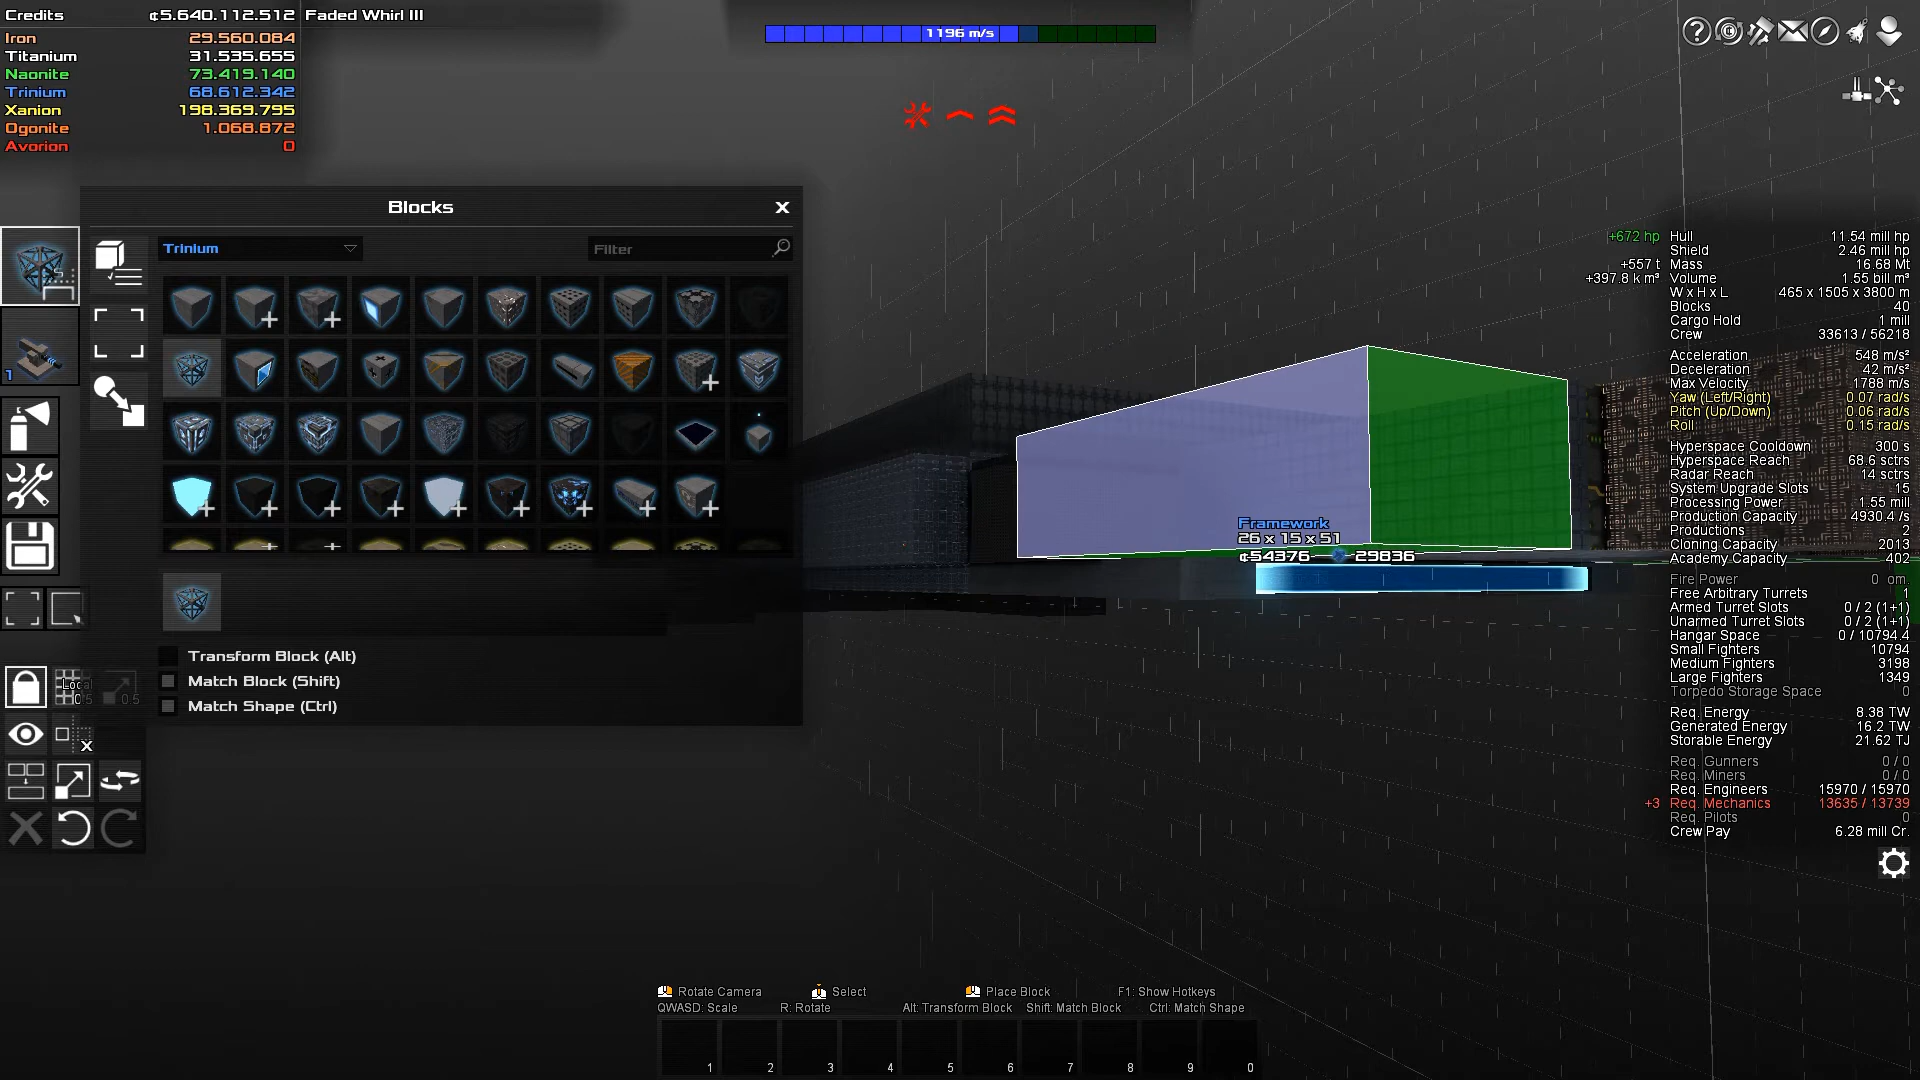 Credits ¢5.640.112.512 Faded Whirl III
Iron 29.560.084
Titanium 31.535.655
Naonite 73.419.140
Trinium 68.612.342
Xanion 198.369.795
Ogonite 1.068.872
Avorion 0
1196 m/s
Blocks X
Trinium Filter
1
Transform Block (Alt)
Match Block (Shift)
Match Shape (Ctrl)
Local
0.5 0.5
X
Framework
26 x 15 x 51
¢54376 29836
+672 hp Hull 11.54 mill hp
Shield 2.46 mill hp
+557 t Mass 16.68 Mt
+397.8 k m³ Volume 1.55 bill m³
W x H x L 465 x 1505 x 3800 m
Blocks 40
Cargo Hold 1 mill
Crew 33613 / 56218
Acceleration 548 m/s²
Deceleration 42 m/s²
Max Velocity 1788 m/s
Yaw (Left/Right) 0.07 rad/s
Pitch (Up/Down) 0.06 rad/s
Roll 0.15 rad/s
Hyperspace Cooldown 300 s
Hyperspace Reach 68.6 sctrs
Radar Reach 14 sctrs
System Upgrade Slots 15
Processing Power 1.55 mill
Production Capacity 4930.4 /s
Productions 2
Cloning Capacity 2013
Academy Capacity 402
Fire Power 0 om.
Free Arbitrary Turrets 1
Armed Turret Slots 0 / 2 (1+1)
Unarmed Turret Slots 0 / 2 (1+1)
Hangar Space 0 / 10794.4
Small Fighters 10794
Medium Fighters 3198
Large Fighters 1349
Torpedo Storage Space 0
Req. Energy 8.38 TW
Generated Energy 16.2 TW
Storable Energy 21.62 TJ
Req. Gunners 0 / 0
Req. Miners 0 / 0
Req. Engineers 15970 / 15970
+3 Req. Mechanics 13635 / 13739
Req. Pilots 0
Crew Pay 6.28 mill Cr.
Rotate Camera Select Place Block F1: Show Hotkeys
QWASD: Scale R: Rotate Alt: Transform Block Shift: Match Block Ctrl: Match Shape
1 2 3 4 5 6 7 8 9 0